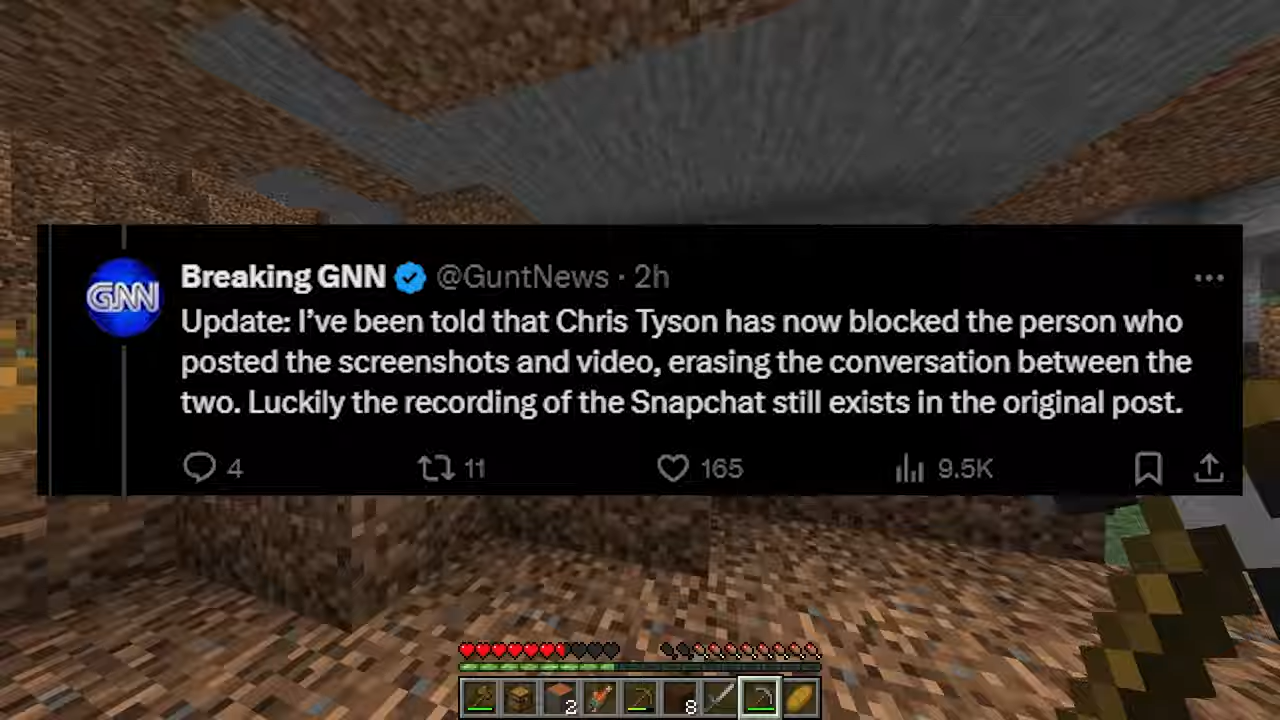 GNN
Breaking GNN @GuntNews · 2h
Update: I’ve been told that Chris Tyson has now blocked the person who
posted the screenshots and video, erasing the conversation between the
two. Luckily the recording of the Snapchat still exists in the original post.
4 11 165 9.5K
2 8